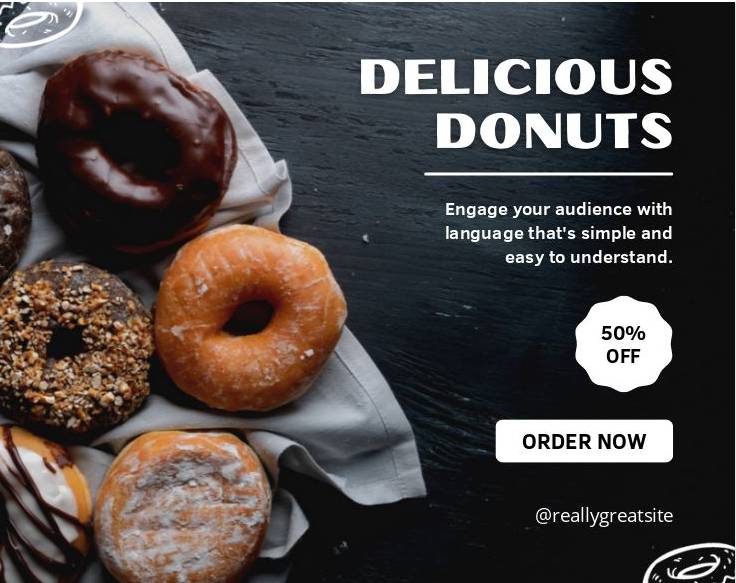 DELICIOUS
DONUTS
Engage your audience with
language that's simple and
easy to understand.
50%
OFF
ORDER NOW
@reallygreatsite